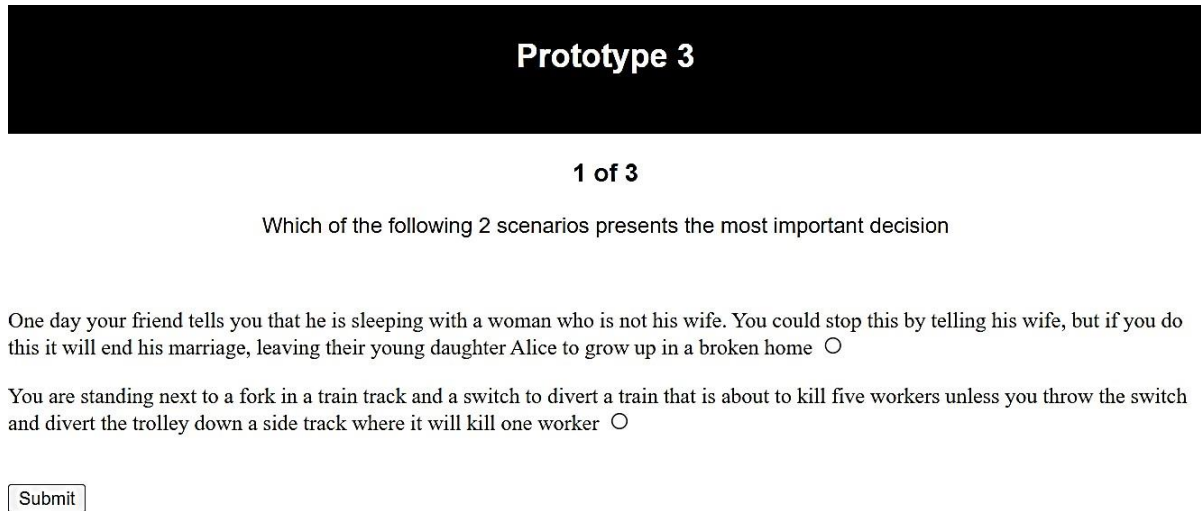 Prototype 3
1 of 3
Which of the following 2 scenarios presents the most important decision
One day your friend tells you that he is sleeping with a woman who is not his wife. You could stop this by telling his wife, but if you do
this it will end his marriage, leaving their young daughter Alice to grow up in a broken home
You are standing next to a fork in a train track and a switch to divert a train that is about to kill five workers unless you throw the switch
and divert the trolley down a side track where it will kill one worker
Submit